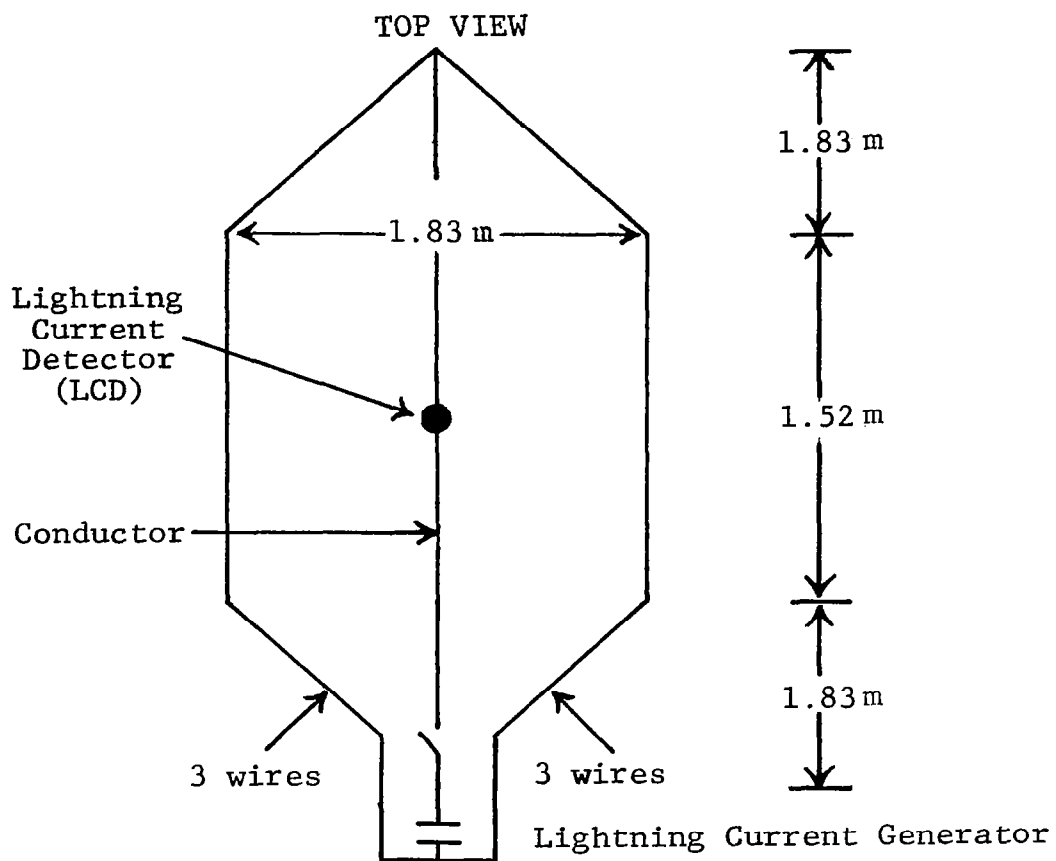 TOP VIEW
1.83 m
1.83 m
Lightning
Current
Detector
(LCD)
1.52 m
Conductor
1.83 m
3 wires
3 wires
Lightning Current Generator